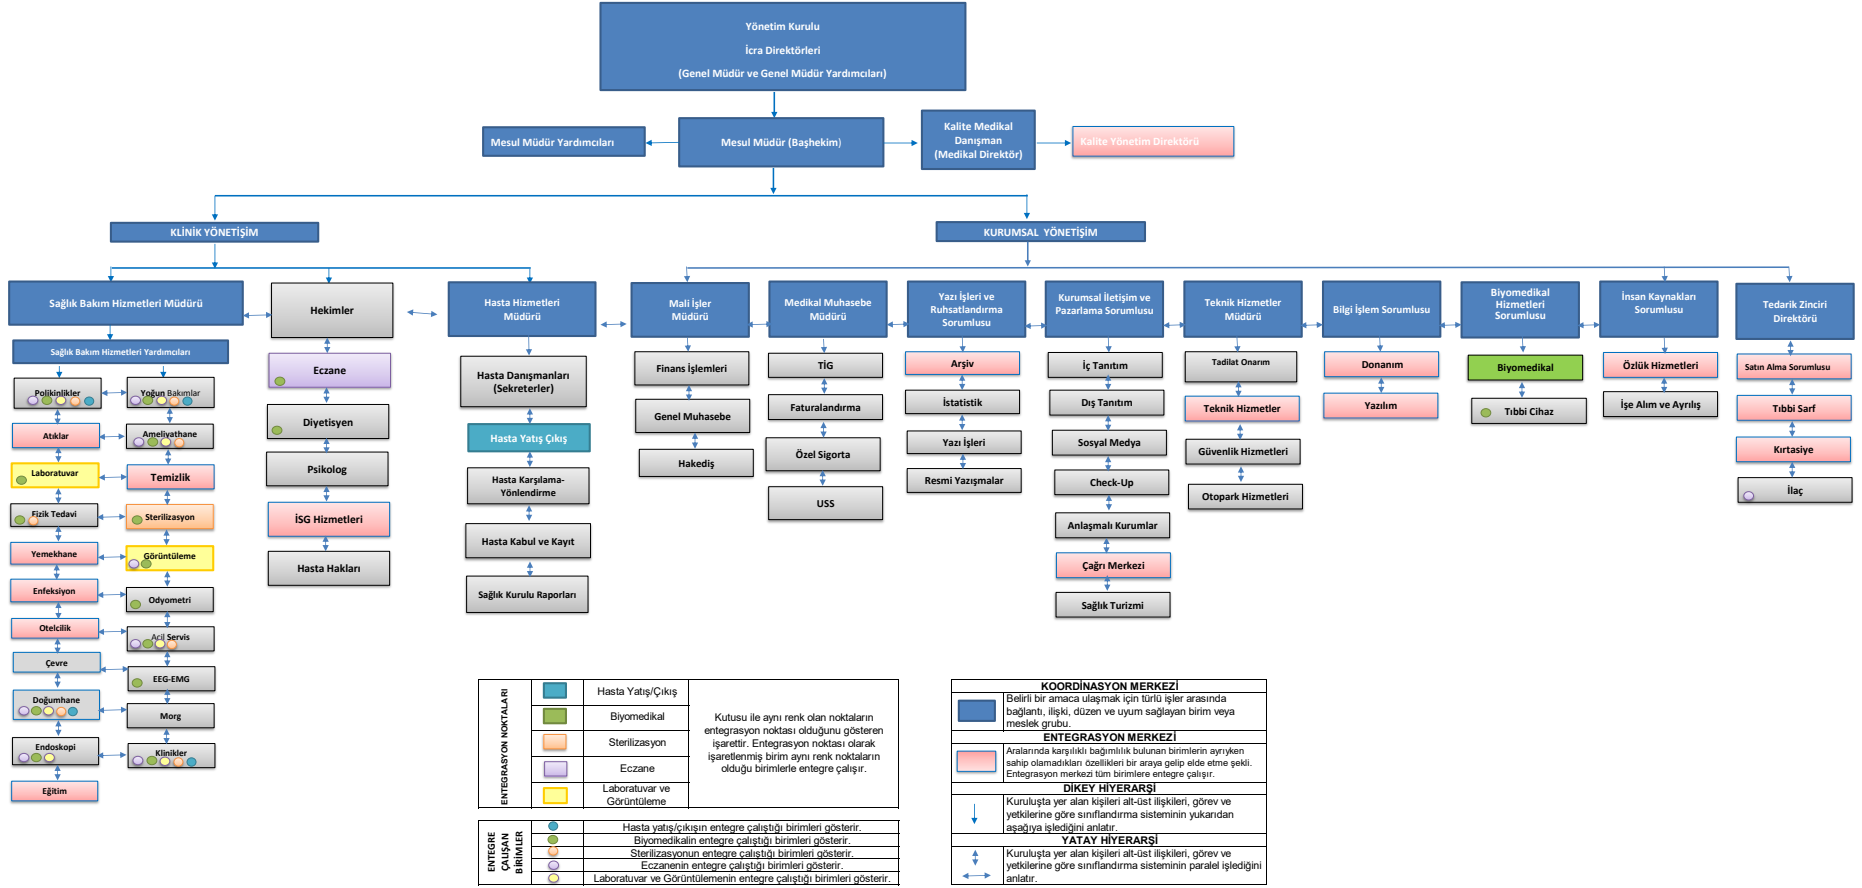 Yönetim Kurulu
İcra Direktörleri
(Genel Müdür ve Genel Müdür Yardımcıları)
Mesul Müdür Yardımcıları
Mesul Müdür (Başhekim)
Kalite Medikal
Danışman
(Medikal Direktör)
Kalite Yönetim Direktörü
KLİNİK YÖNETİŞİM
KURUMSAL YÖNETİŞİM
Sağlık Bakım Hizmetleri Müdürü
Hekimler
Hasta Hizmetleri
Müdürü
Mali İşler
Müdürü
Medikal Muhasebe
Müdürü
Yazı İşleri ve
Ruhsatlandırma
Sorumlusu
Kurumsal İletişim ve
Pazarlama Sorumlusu
Teknik Hizmetler
Müdürü
Bilgi İşlem Sorumlusu
Biyomedikal
Hizmetleri
Sorumlusu
İnsan Kaynakları
Sorumlusu
Tedarik Zinciri
Direktörü
Sağlık Bakım Hizmetleri Yardımcıları
Polikinlikler
Yoğun Bakımlar
Atıklar
Ameliyathane
Laboratuvar
Temizlik
Fizik Tedavi
Sterilizasyon
Yemekhane
Görüntüleme
Enfeksiyon
Odyometri
Otelcilik
Acil Servis
Çevre
EEG-EMG
Doğumhane
Morg
Endoskopi
Klinikler
Eğitim
Eczane
Diyetisyen
Psikolog
İSG Hizmetleri
Hasta Hakları
Hasta Danışmanları
(Sekreterler)
Hasta Yatış Çıkış
Hasta Karşılama-
Yönlendirme
Hasta Kabul ve Kayıt
Sağlık Kurulu Raporları
Finans İşlemleri
Genel Muhasebe
Hakediş
TİG
Faturalandırma
Özel Sigorta
USS
Arşiv
İstatistik
Yazı İşleri
Resmi Yazışmalar
İç Tanıtım
Dış Tanıtım
Sosyal Medya
Check-Up
Anlaşmalı Kurumlar
Çağrı Merkezi
Sağlık Turizmi
Tadilat Onarım
Teknik Hizmetler
Güvenlik Hizmetleri
Otopark Hizmetleri
Donanım
Yazılım
Biyomedikal
Tıbbi Cihaz
Özlük Hizmetleri
İşe Alım ve Ayrılış
Satın Alma Sorumlusu
Tıbbi Sarf
Kırtasiye
İlaç
ENTEGRASYON NOKTALARI
Hasta Yatış/Çıkış
Biyomedikal
Sterilizasyon
Eczane
Laboratuvar ve
Görüntüleme
Kutusu ile aynı renk olan noktaların
entegrasyon noktası olduğunu gösteren
işarettir. Entegrasyon noktası olarak
işaretlenmiş birim aynı renk noktaların
olduğu birimlerle entegre çalışır.
ENTEGRE
ÇALIŞAN
BİRİMLER
Hasta yatış/çıkışın entegre çalıştığı birimleri gösterir.
Biyomedikalin entegre çalıştığı birimleri gösterir.
Sterilizasyonun entegre çalıştığı birimleri gösterir.
Eczanenin entegre çalıştığı birimleri gösterir.
Laboratuvar ve Görüntülemenin entegre çalıştığı birimleri gösterir.
KOORDİNASYON MERKEZİ
Belirli bir amaca ulaşmak için türlü işler arasında
bağlantı, ilişki, düzen ve uyum sağlayan birim veya
meslek grubu.
ENTEGRASYON MERKEZİ
Aralarında karşılıklı bağımlılık bulunan birimlerin ayrıyken
sahip olamadıkları özellikleri bir araya gelip elde etme şekli.
Entegrasyon merkezi tüm birimlere entegre çalışır.
DİKEY HİYERARŞİ
Kuruluşta yer alan kişileri alt-üst ilişkileri, görev ve
yetkilerine göre sınıflandırma sisteminin yukarıdan
aşağıya işlediğini anlatır.
YATAY HİYERARŞİ
Kuruluşta yer alan kişileri alt-üst ilişkileri, görev ve
yetkilerine göre sınıflandırma sisteminin paralel işlediğini
anlatır.